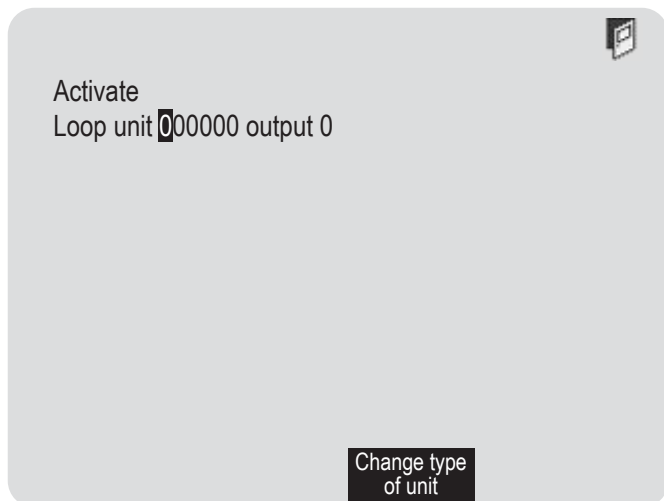 Activate
Loop unit 000000 output 0
Change type
of unit